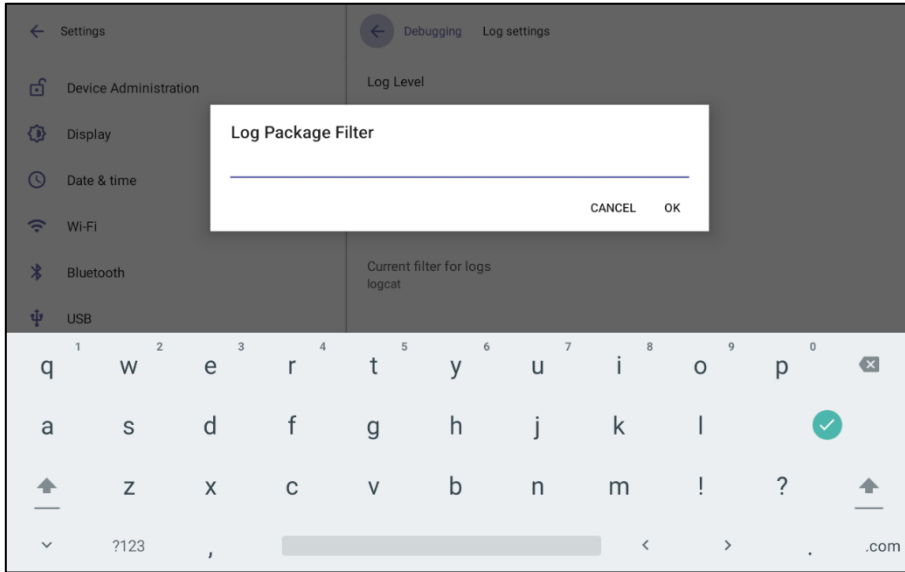 Settings
Debugging Log settings
Device Administration
Log Level
Log Package Filter
Display
Date & time
CANCEL OK
Wi-Fi
Current filter for logs
logcat
Bluetooth
USB
1 2 3 4 5 6 7 8 9 0
q w e r t y u i o p
a s d f g h j k l
z x c v b n m ! ?
?123 , < > . .com